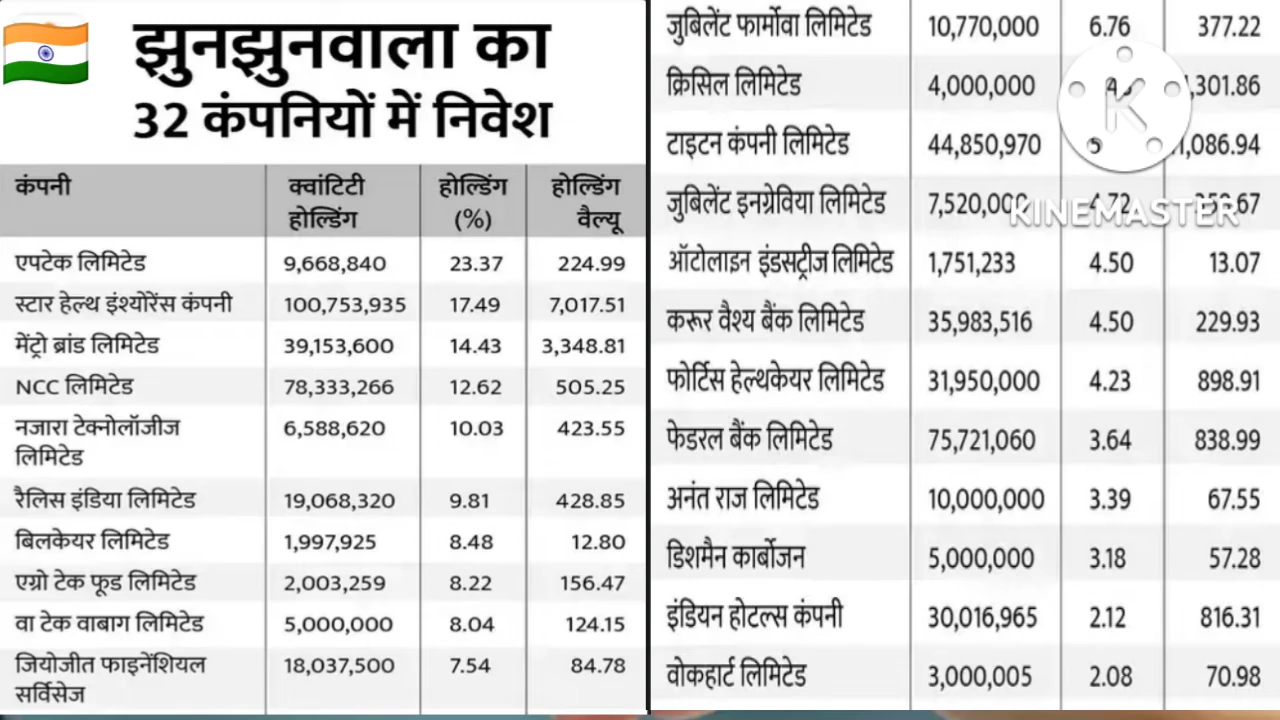 झुनझुनवाला का
32 कंपनियों में निवेश
कंपनी क्वांटिटी होल्डिंग होल्डिंग (%) होल्डिंग वैल्यू
एपटेक लिमिटेड 9,668,840 23.37 224.99
स्टार हेल्थ इंश्योरेंस कंपनी 100,753,935 17.49 7,017.51
मेंट्रो ब्रांड लिमिटेड 39,153,600 14.43 3,348.81
NCC लिमिटेड 78,333,266 12.62 505.25
नजारा टेक्नोलॉजीज 6,588,620 10.03 423.55
लिमिटेड
रैलिस इंडिया लिमिटेड 19,068,320 9.81 428.85
बिलकेयर लिमिटेड 1,997,925 8.48 12.80
एग्रो टेक फूड लिमिटेड 2,003,259 8.22 156.47
वा टेक वाबाग लिमिटेड 5,000,000 8.04 124.15
जियोजीत फाइनेंशियल 18,037,500 7.54 84.78
सर्विसेज
जुबिलेंट फार्मोवा लिमिटेड 10,770,000 6.76 377.22
क्रिसिल लिमिटेड 4,000,000 ,301.86
टाइटन कंपनी लिमिटेड 44,850,970 1,086.94
जुबिलेंट इनग्रेविया लिमिटेड 7,520,000 4.72
KINEMASTER
ऑटोलाइन इंडसट्रीज लिमिटेड 1,751,233 4.50 13.07
करूर वैश्य बैंक लिमिटेड 35,983,516 4.50 229.93
फोर्टिस हेल्थकेयर लिमिटेड 31,950,000 4.23 898.91
फेडरल बैंक लिमिटेड 75,721,060 3.64 838.99
अनंत राज लिमिटेड 10,000,000 3.39 67.55
डिशमैन कार्बोजन 5,000,000 3.18 57.28
इंडियन होटल्स कंपनी 30,016,965 2.12 816.31
वोकहार्ट लिमिटेड 3,000,005 2.08 70.98